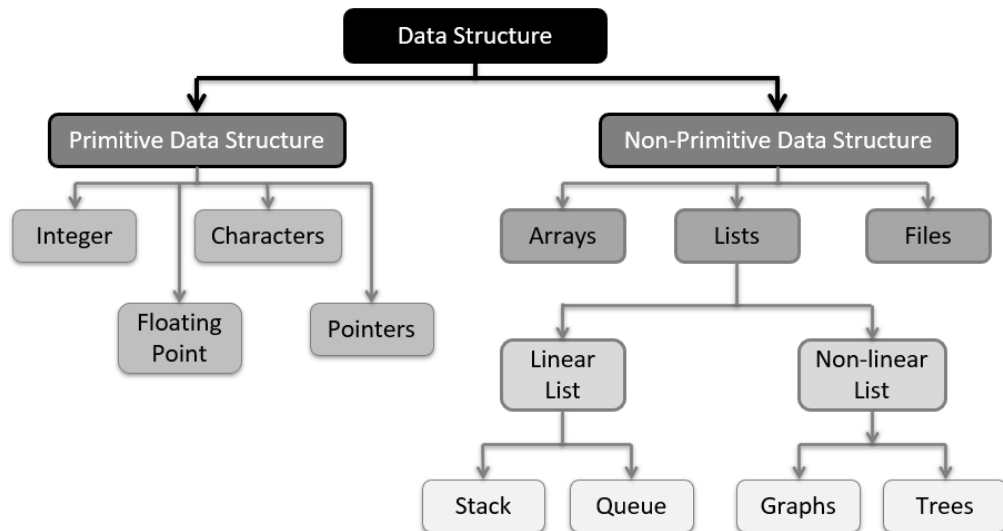 Data Structure
Primitive Data Structure
Non-Primitive Data Structure
Integer
Characters
Arrays
Lists
Files
Floating
Point
Pointers
Linear
List
Non-linear
List
Stack
Queue
Graphs
Trees